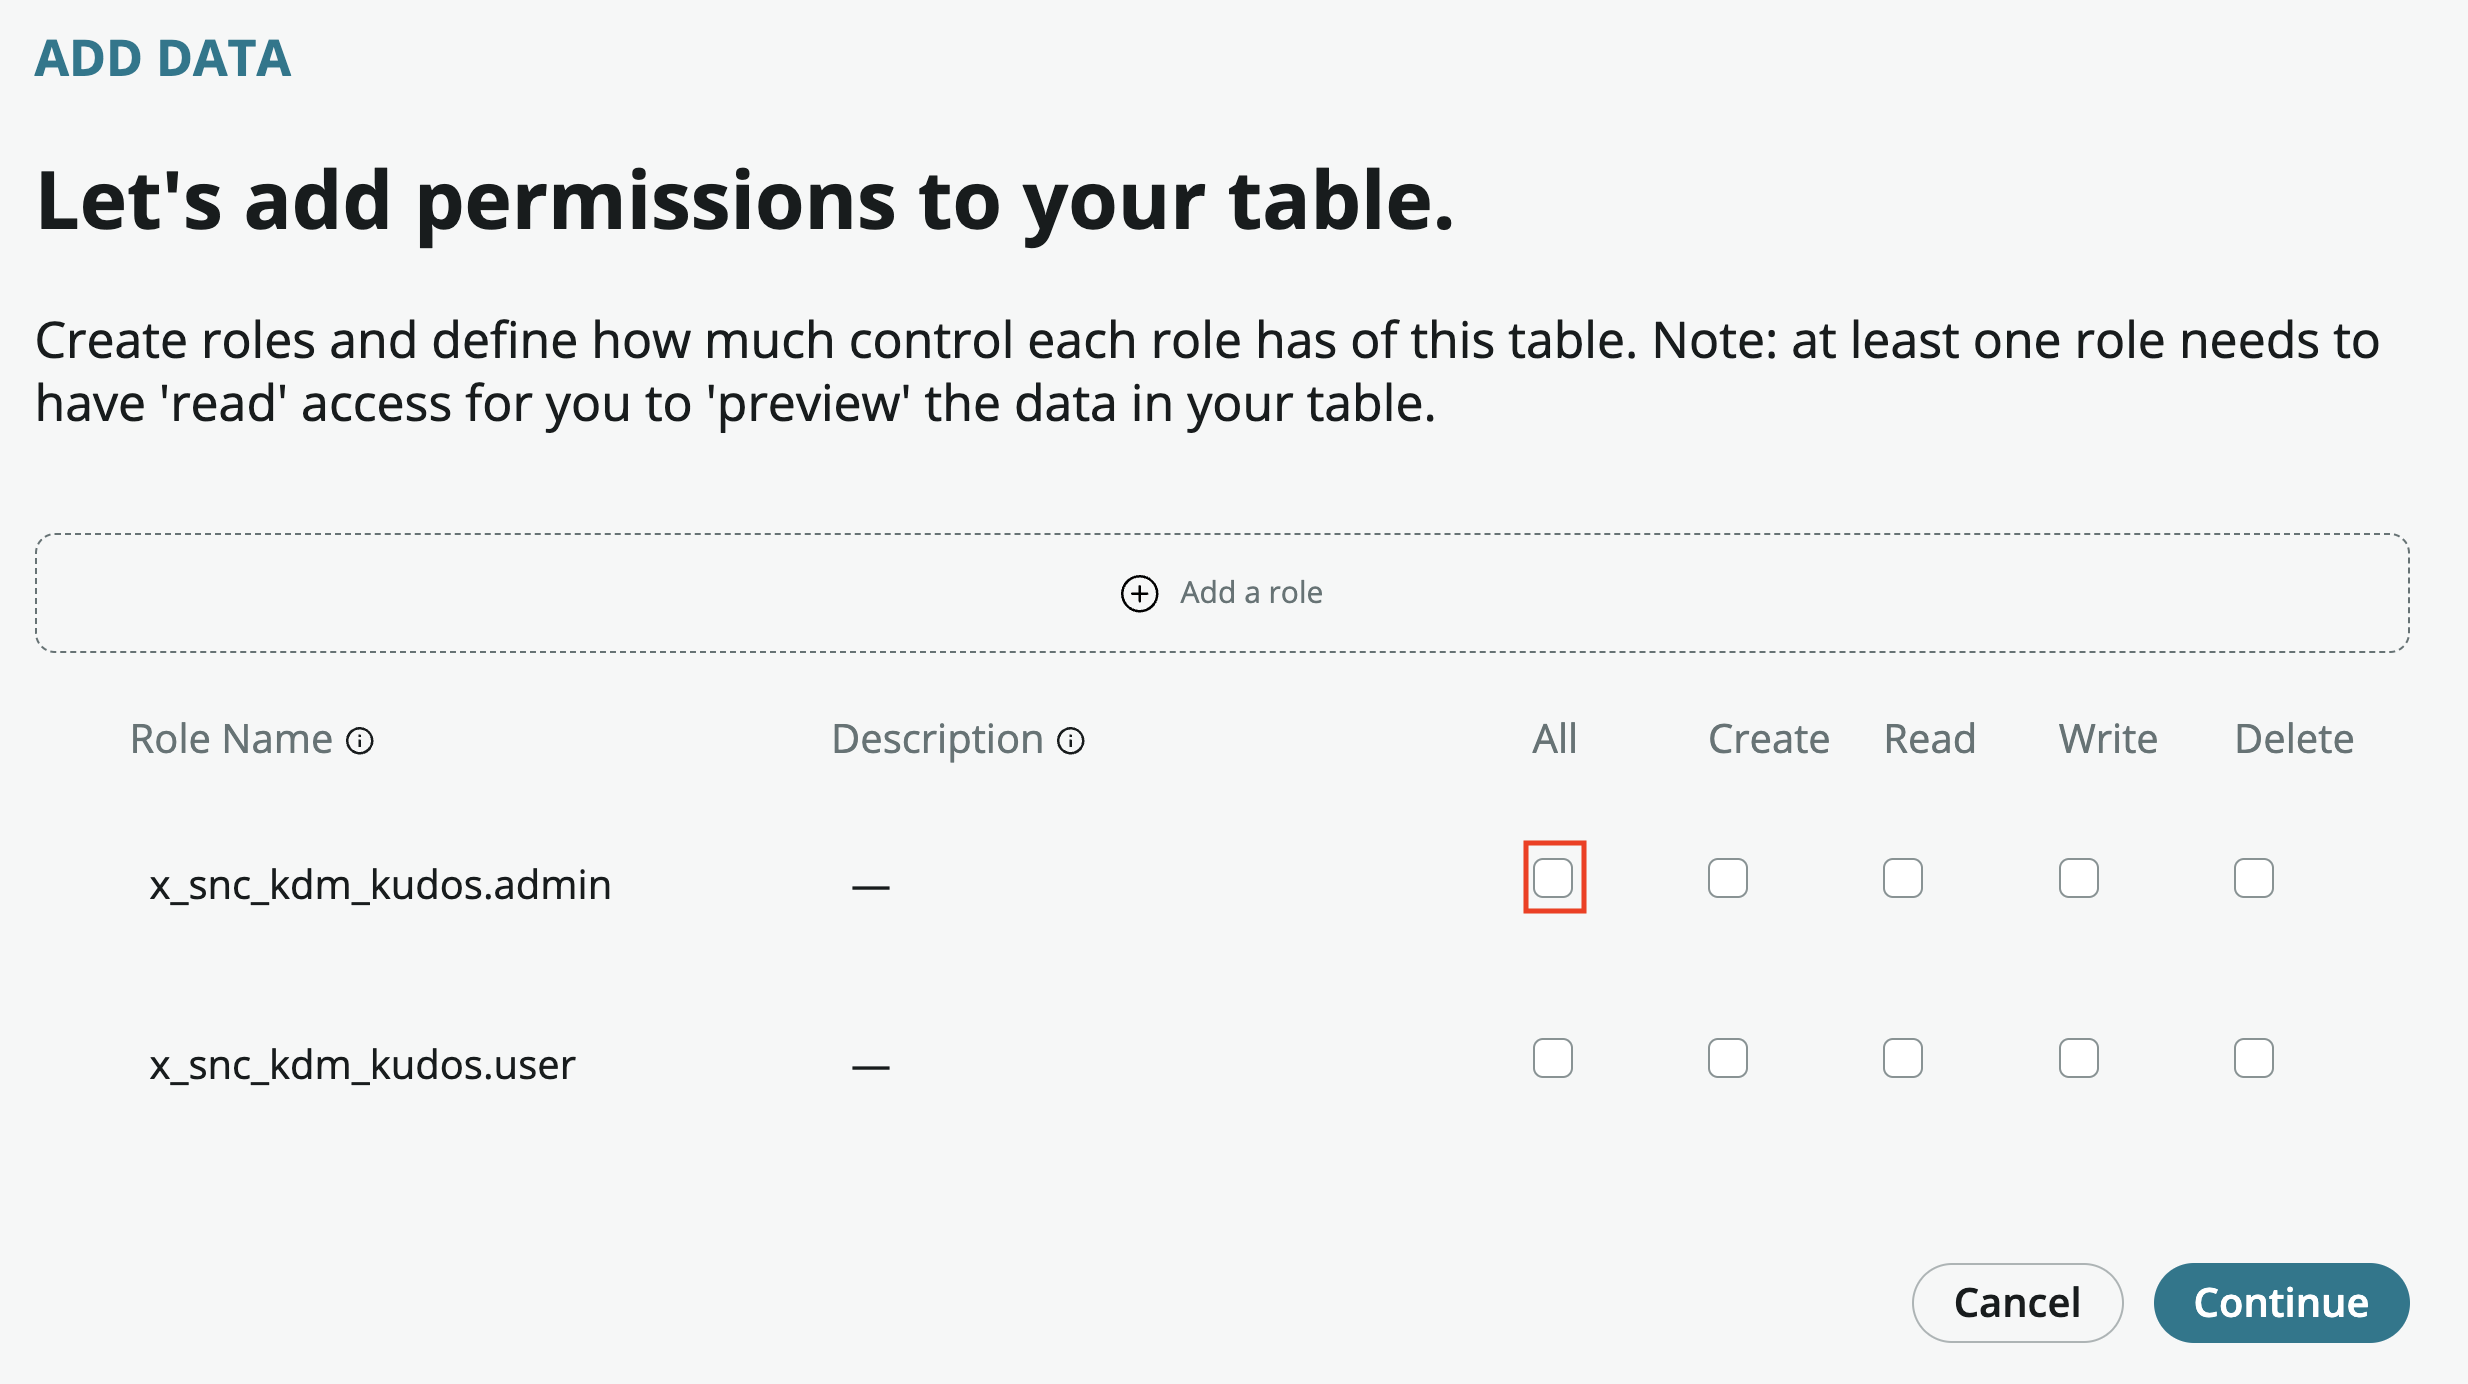 ADD DATA
Let's add permissions to your table.
Create roles and define how much control each role has of this table. Note: at least one role needs to
have 'read' access for you to 'preview' the data in your table.
Add a role
Role Name Description All Create Read Write Delete
x_snc_kdm_kudos.admin —
x_snc_kdm_kudos.user —
Cancel Continue